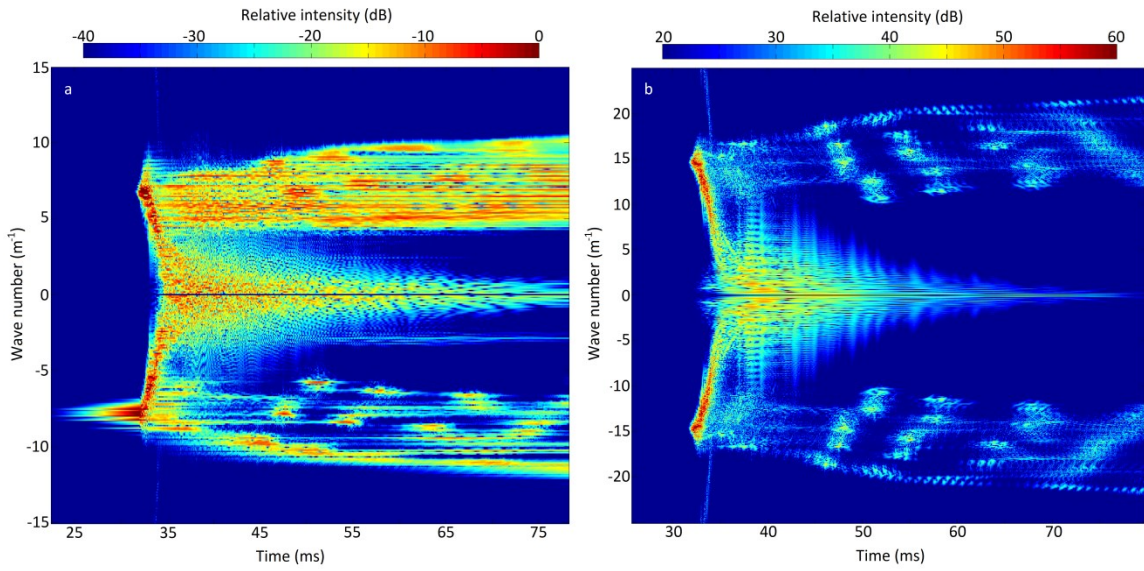 Relative intensity (dB)
-40 -30 -20 -10 0
15
a
10
5
Wave number (m⁻¹)
0
-5
-10
-15
25 35 45 55 65 75
Time (ms)
Relative intensity (dB)
20 30 40 50 60
b
20
15
10
5
Wave number (m⁻¹)
0
-5
-10
-15
-20
30 40 50 60 70
Time (ms)